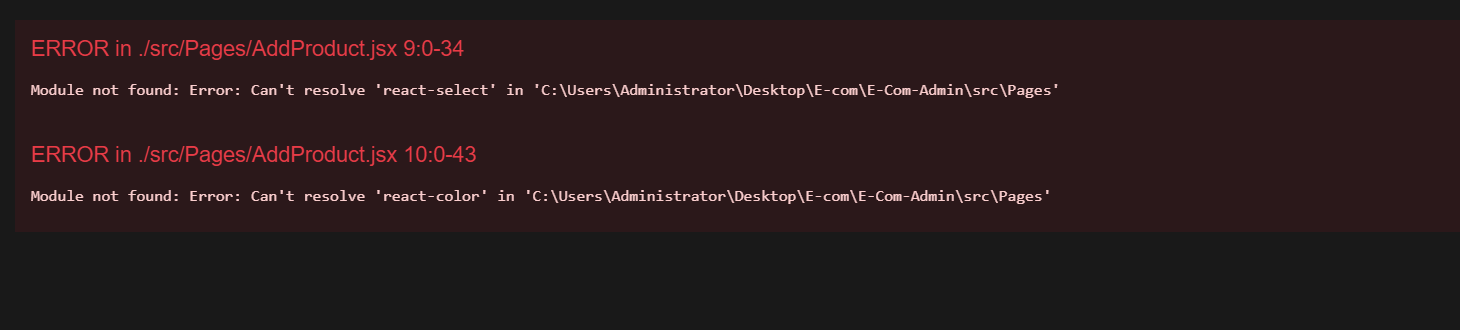 ERROR in ./src/Pages/AddProduct.jsx 9:0-34
Module not found: Error: Can't resolve 'react-select' in 'C:\Users\Administrator\Desktop\E-com\E-Com-Admin\src\Pages'
ERROR in ./src/Pages/AddProduct.jsx 10:0-43
Module not found: Error: Can't resolve 'react-color' in 'C:\Users\Administrator\Desktop\E-com\E-Com-Admin\src\Pages'